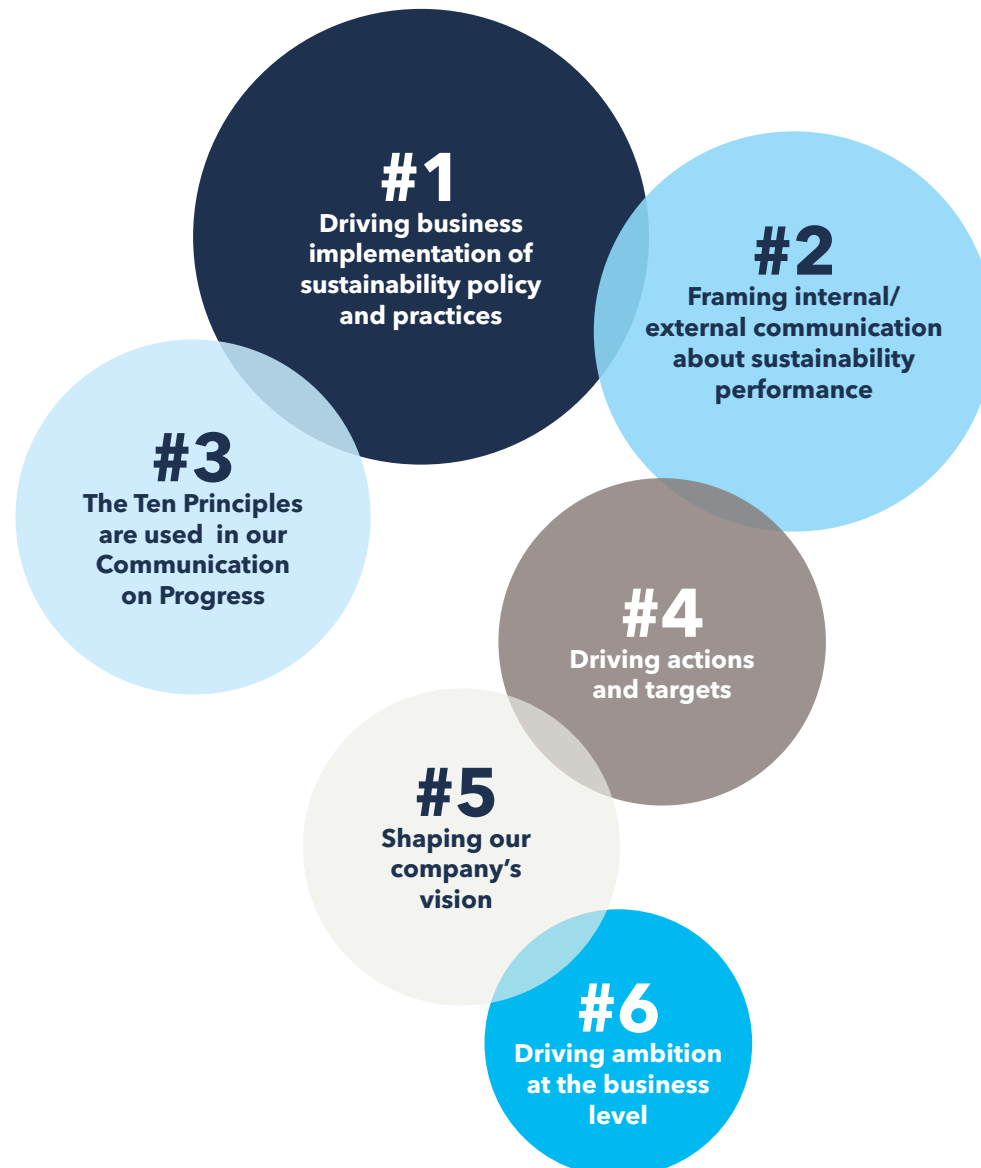 #1
Driving business
implementation of
sustainability policy
and practices
#2
Framing internal/
external communication
about sustainability
performance
#3
The Ten Principles
are used  in our
Communication
on Progress
#4
Driving actions
and targets
#5
Shaping our
company’s
vision
#6
Driving ambition
at the business
level